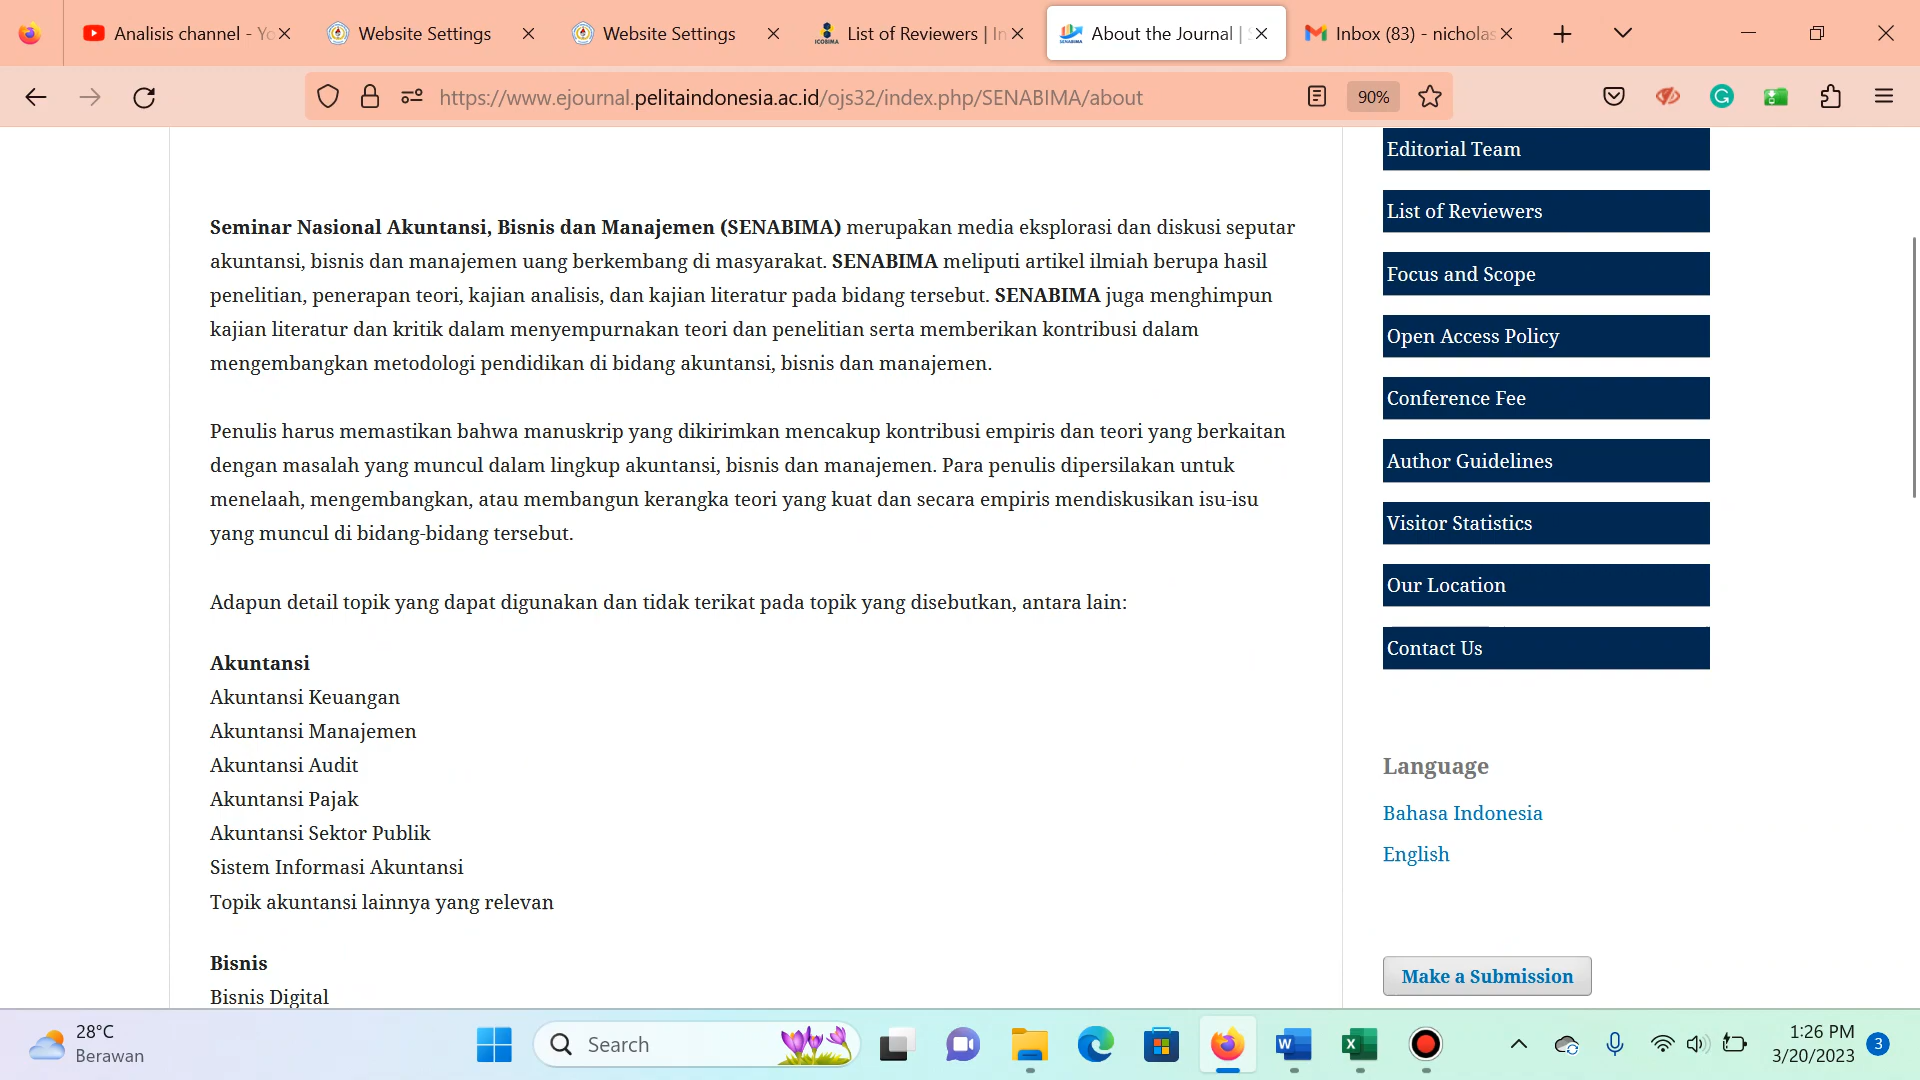 Analisis channel - Yo
Website Settings
Website Settings
List of Reviewers | In
About the Journal | S
Inbox (83) - nicholas
https://www.ejournal.pelitaindonesia.ac.id/ojs32/index.php/SENABIMA/about
90%
Seminar Nasional Akuntansi, Bisnis dan Manajemen (SENABIMA) merupakan media eksplorasi dan diskusi seputar
akuntansi, bisnis dan manajemen uang berkembang di masyarakat. SENABIMA meliputi artikel ilmiah berupa hasil
penelitian, penerapan teori, kajian analisis, dan kajian literatur pada bidang tersebut. SENABIMA juga menghimpun
kajian literatur dan kritik dalam menyempurnakan teori dan penelitian serta memberikan kontribusi dalam
mengembangkan metodologi pendidikan di bidang akuntansi, bisnis dan manajemen.
Penulis harus memastikan bahwa manuskrip yang dikirimkan mencakup kontribusi empiris dan teori yang berkaitan
dengan masalah yang muncul dalam lingkup akuntansi, bisnis dan manajemen. Para penulis dipersilakan untuk
menelaah, mengembangkan, atau membangun kerangka teori yang kuat dan secara empiris mendiskusikan isu-isu
yang muncul di bidang-bidang tersebut.
Adapun detail topik yang dapat digunakan dan tidak terikat pada topik yang disebutkan, antara lain:
Akuntansi
Akuntansi Keuangan
Akuntansi Manajemen
Akuntansi Audit
Akuntansi Pajak
Akuntansi Sektor Publik
Sistem Informasi Akuntansi
Topik akuntansi lainnya yang relevan
Bisnis
Bisnis Digital
Editorial Team
List of Reviewers
Focus and Scope
Open Access Policy
Conference Fee
Author Guidelines
Visitor Statistics
Our Location
Contact Us
Language
Bahasa Indonesia
English
Make a Submission
28°C
Berawan
Search
1:26 PM
3/20/2023
3